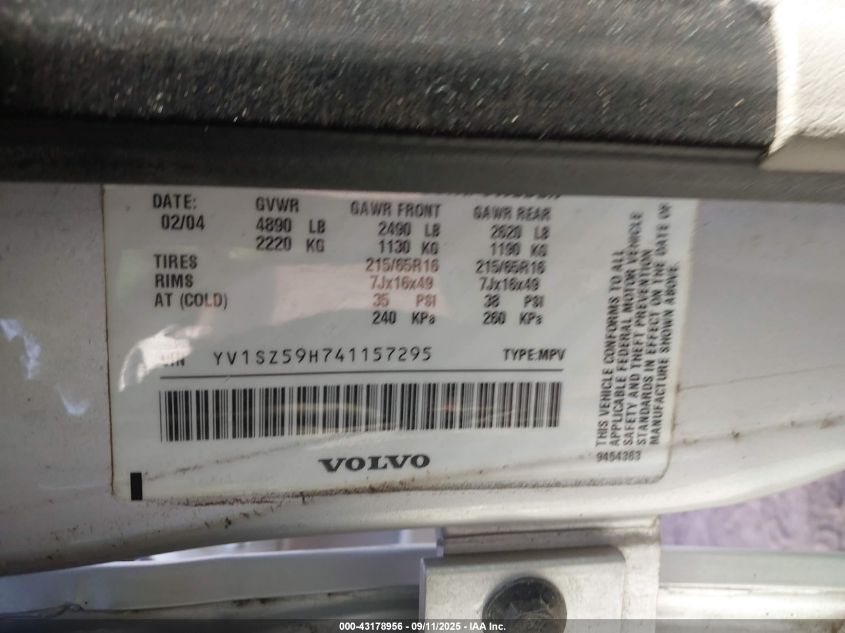 DATE: GVWR GAWR FRONT GAWR REAR
02/04 4890 LB 2490 LB 2620 LB
2220 KG 1130 KG 1190 KG
TIRES 215/65R16 215/65R16
RIMS 7Jx16x49 7Jx16x49
AT (COLD) 35 PSI 38 PSI
240 KPa 260 KPa
VIN YV1SZ59H741157295 TYPE:MPV
VOLVO
THIS VEHICLE CONFORMS TO ALL
APPLICABLE FEDERAL MOTOR VEHICLE
SAFETY AND THEFT PREVENTION
STANDARDS IN EFFECT ON THE DATE OF
MANUFACTURE SHOWN ABOVE.
9454363
000-43178956 - 09/11/2025 - IAA Inc.